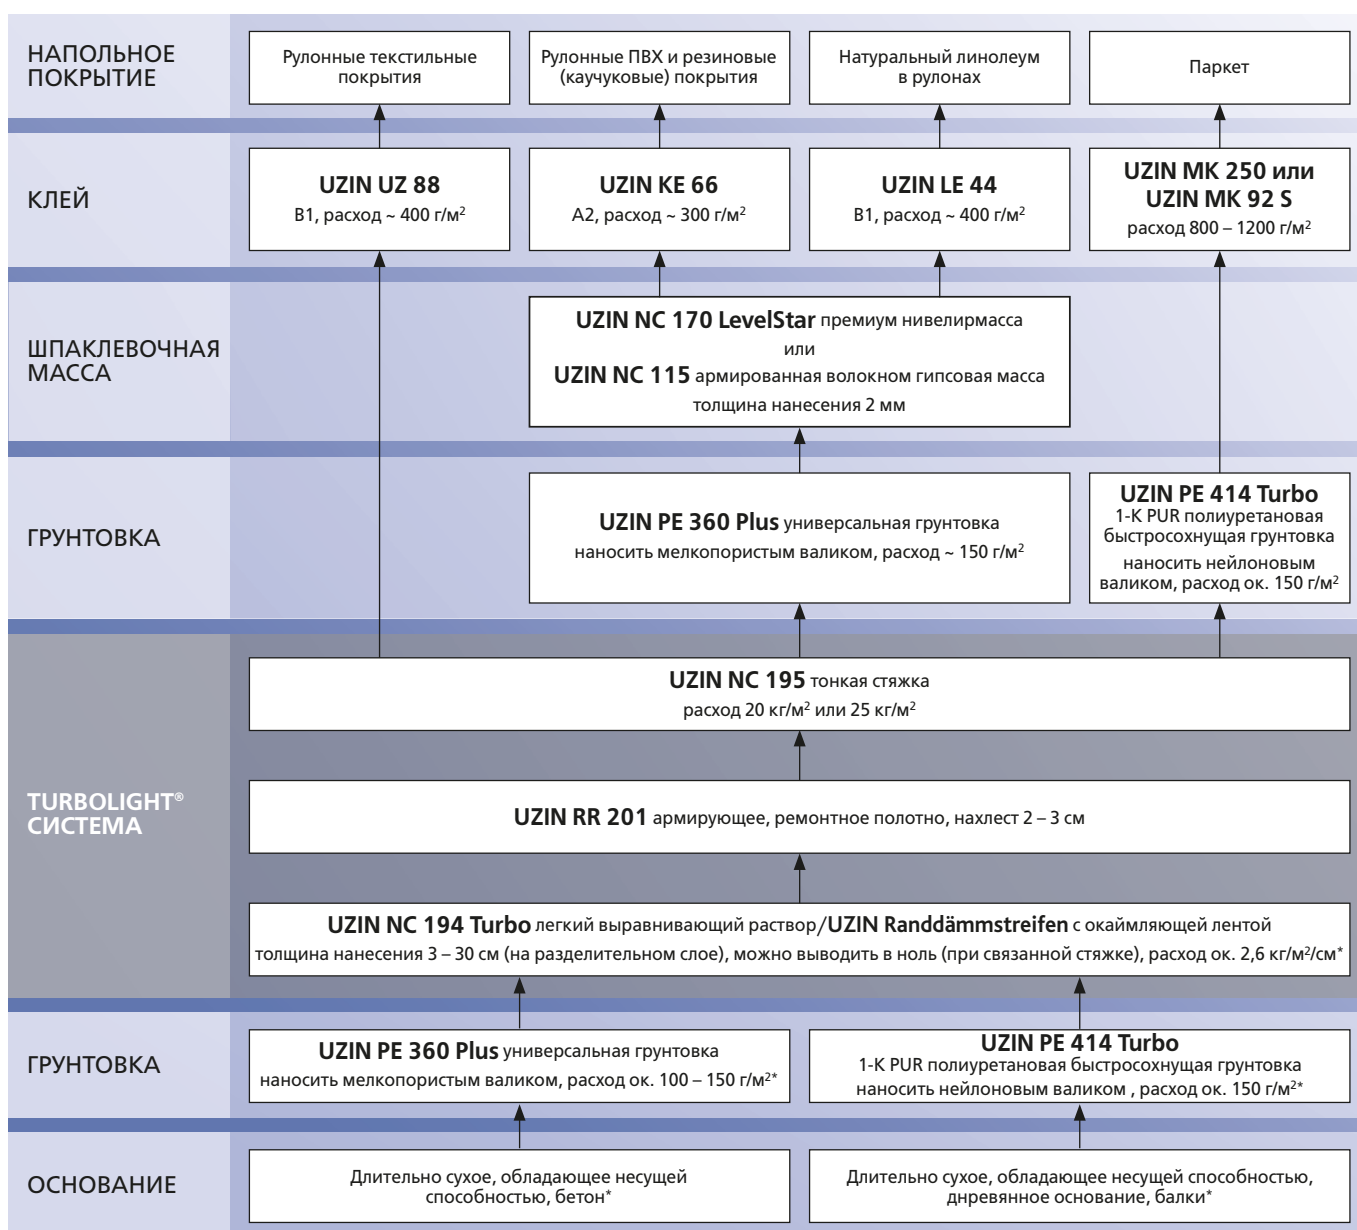 НАПОЛЬНОЕ
ПОКРЫТИЕ
Рулонные текстильные
покрытия
Рулонные ПВХ и резиновые
(каучуковые) покрытия
Натуральный линолеум
в рулонах
Паркет
КЛЕЙ
UZIN UZ 88
B1, расход ~ 400 г/м²
UZIN KE 66
A2, расход ~ 300 г/м²
UZIN LE 44
B1, расход ~ 400 г/м²
UZIN MK 250 или
UZIN MK 92 S
расход 800 – 1200 г/м²
ШПАКЛЕВОЧНАЯ
МАССА
UZIN NC 170 LevelStar премиум нивелирмасса
или
UZIN NC 115 армированная волокном гипсовая масса
толщина нанесения 2 мм
ГРУНТОВКА
UZIN PE 360 Plus универсальная грунтовка
наносить мелкопористым валиком, расход ~ 150 г/м²
UZIN PE 414 Turbo
1-K PUR полиуретановая
быстросохнущая грунтовка
наносить нейлоновым
валиком, расход ок. 150 г/м²
TURBOLIGHT®
СИСТЕМА
UZIN NC 195 тонкая стяжка
расход 20 кг/м² или 25 кг/м²
UZIN RR 201 армирующее, ремонтное полотно, нахлест 2 – 3 см
UZIN NC 194 Turbo легкий выравнивающий раствор/UZIN Randdämmstreifen с окаймляющей лентой
толщина нанесения 3 – 30 см (на разделительном слое), можно выводить в ноль (при связанной стяжке), расход ок. 2,6 кг/м²/см*
ГРУНТОВКА
UZIN PE 360 Plus универсальная грунтовка
наносить мелкопористым валиком, расход ок. 100 – 150 г/м²*
UZIN PE 414 Turbo
1-K PUR полиуретановая быстросохнущая грунтовка
наносить нейлоновым валиком , расход ок. 150 г/м²*
ОСНОВАНИЕ
Длительно сухое, обладающее несущей
способностью, бетон*
Длительно сухое, обладающее несущей способностью,
днревянное основание, балки*